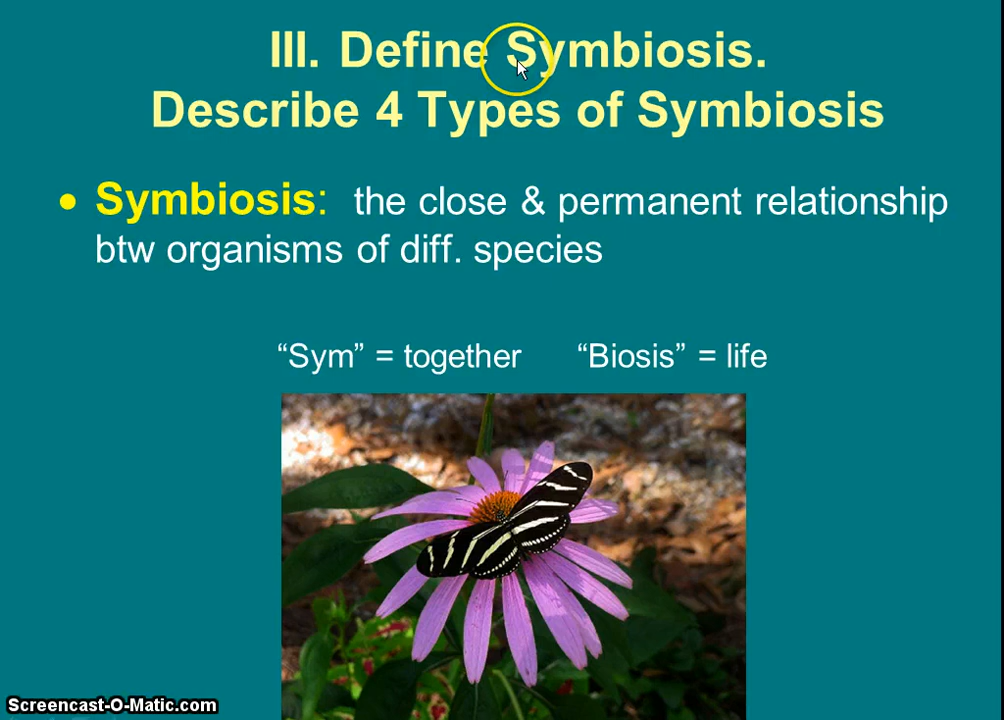 III. Define Symbiosis.
Describe 4 Types of Symbiosis
• Symbiosis: the close & permanent relationship
btw organisms of diff. species
“Sym” = together “Biosis” = life
Screencast-O-Matic.com